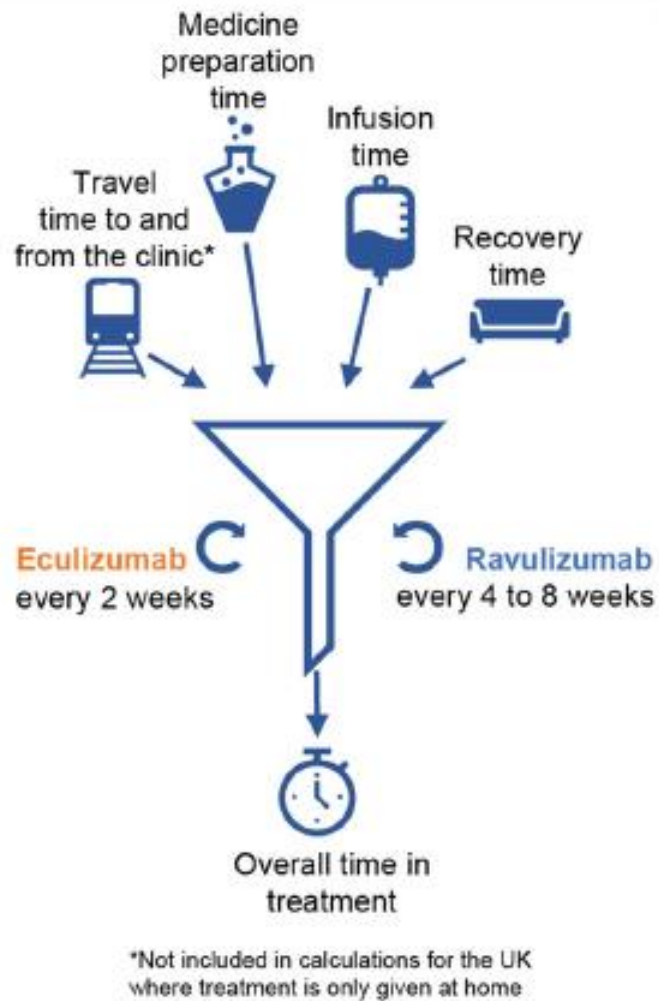 Medicine
preparation
time
Infusion
time
Travel
time to and
from the clinic*
Recovery
time
Eculizumab
every 2 weeks
Ravulizumab
every 4 to 8 weeks
Overall time in
treatment
*Not included in calculations for the UK
where treatment is only given at home